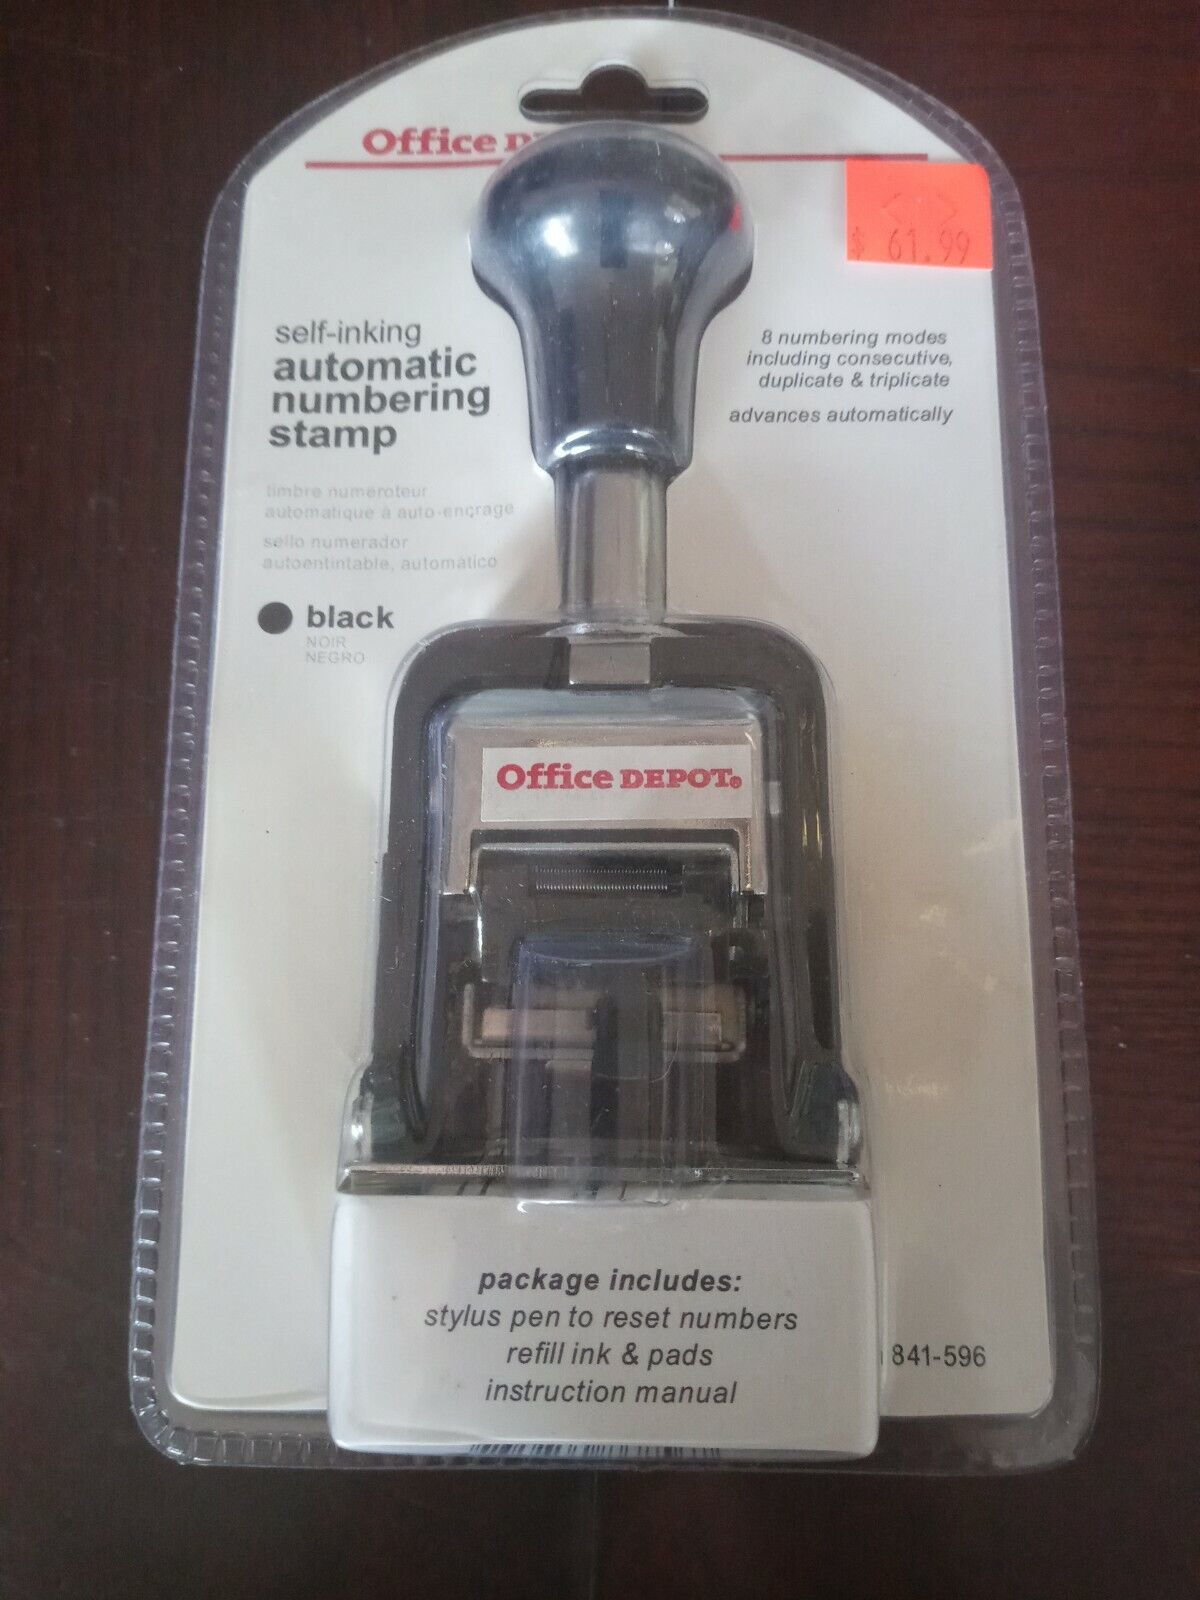 Office
$ 61.99
self-inking
automatic
numbering
stamp
timbre numéroteur
automatique à auto-encrage
sello numerador
autoentintable, automático
black
NOIR
NEGRO
8 numbering modes
including consecutive,
duplicate & triplicate
advances automatically
Office DEPOT®
package includes:
stylus pen to reset numbers
refill ink & pads
instruction manual
841-596